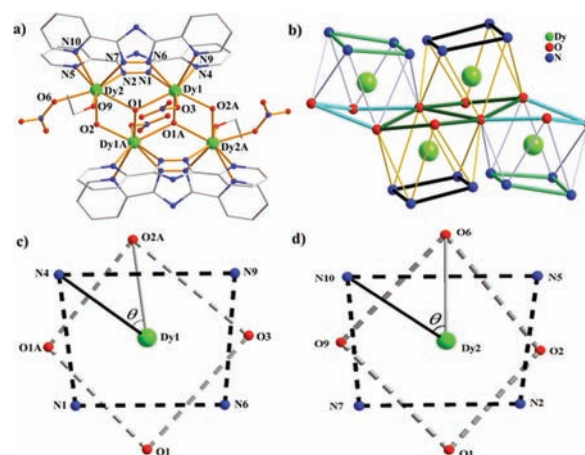 a)
N10
N7
N6
N9
N5
N2
N1
N4
Dy2
Dy1
O6
O9
O1
O3
O2A
O2
O1A
Dy1A
Dy2A
b)
Dy
O
N
c)
O2A
N4
N9
θ
Dy1
O1A
O3
N1
N6
O1
d)
O6
N10
N5
θ
Dy2
O9
O2
N7
N2
O1